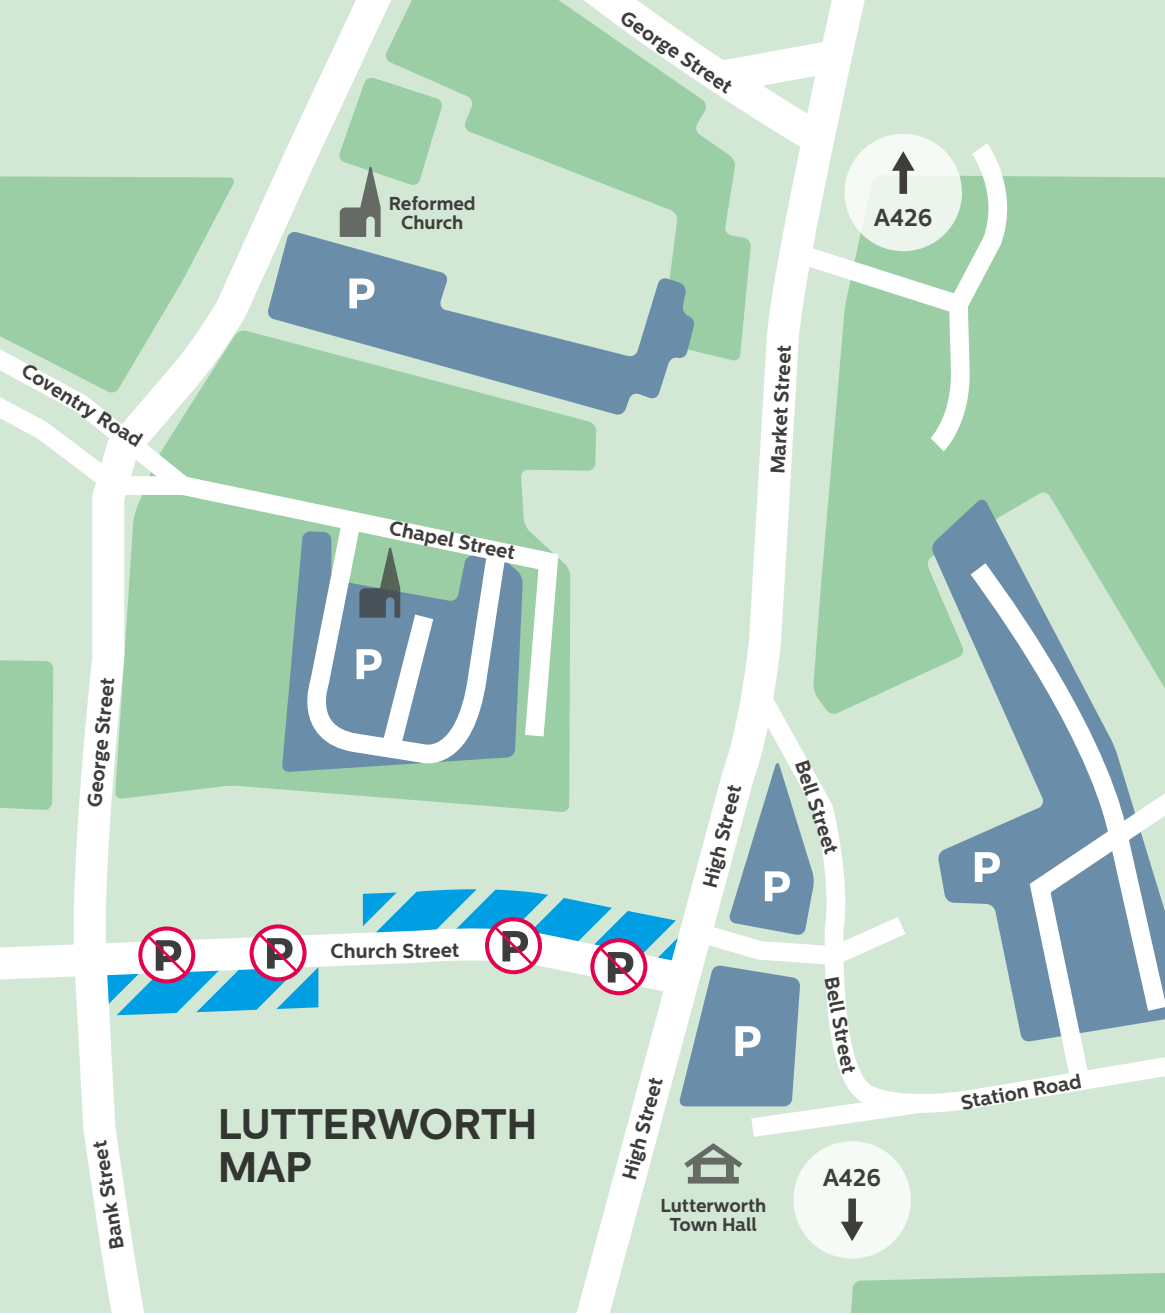 George Street
A426
Reformed
Church
P
Market Street
Coventry Road
Chapel Street
P
George Street
High Street
Bell Street
P
P
Church Street
P
P
P
P
Bell Street
P
High Street
Station Road
LUTTERWORTH
MAP
Bank Street
Lutterworth
Town Hall
A426